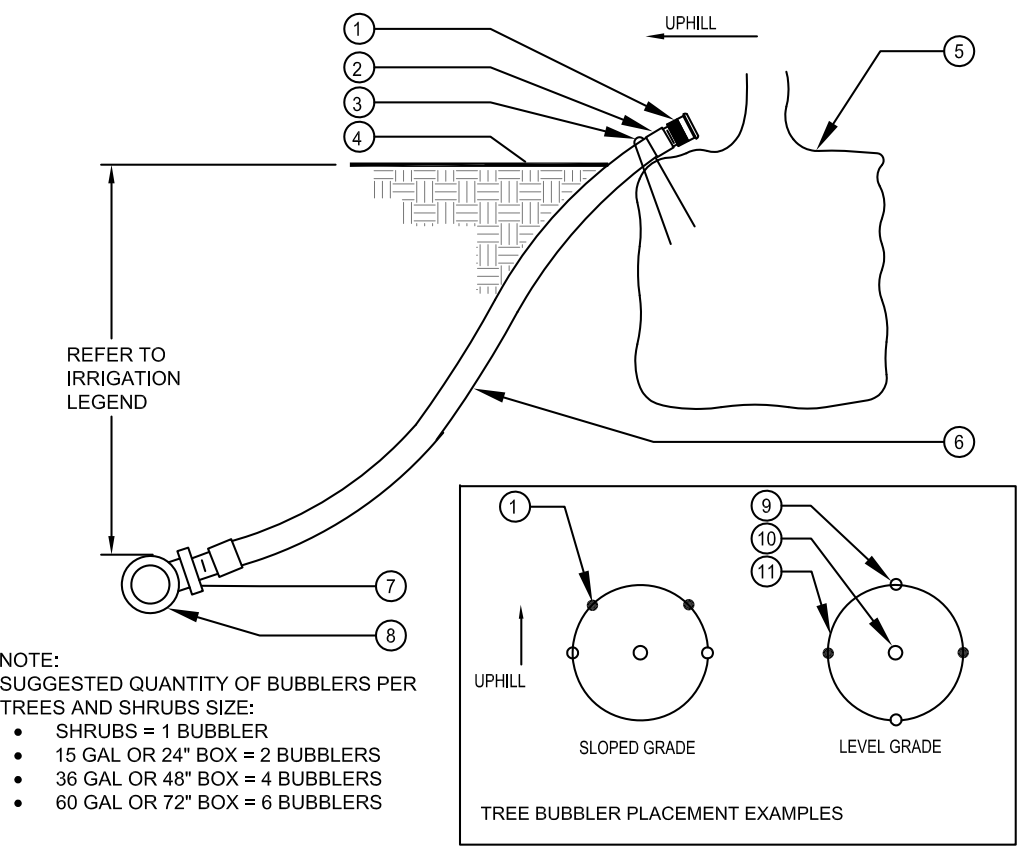 1
UPHILL
2
3
4
5
REFER TO
IRRIGATION
LEGEND
6
7
8
NOTE:
SUGGESTED QUANTITY OF BUBBLERS PER
TREES AND SHRUBS SIZE:
• SHRUBS = 1 BUBBLER
• 15 GAL OR 24" BOX = 2 BUBBLERS
• 36 GAL OR 48" BOX = 4 BUBBLERS
• 60 GAL OR 72" BOX = 6 BUBBLERS
1
UPHILL
SLOPED GRADE
9
10
11
LEVEL GRADE
TREE BUBBLER PLACEMENT EXAMPLES